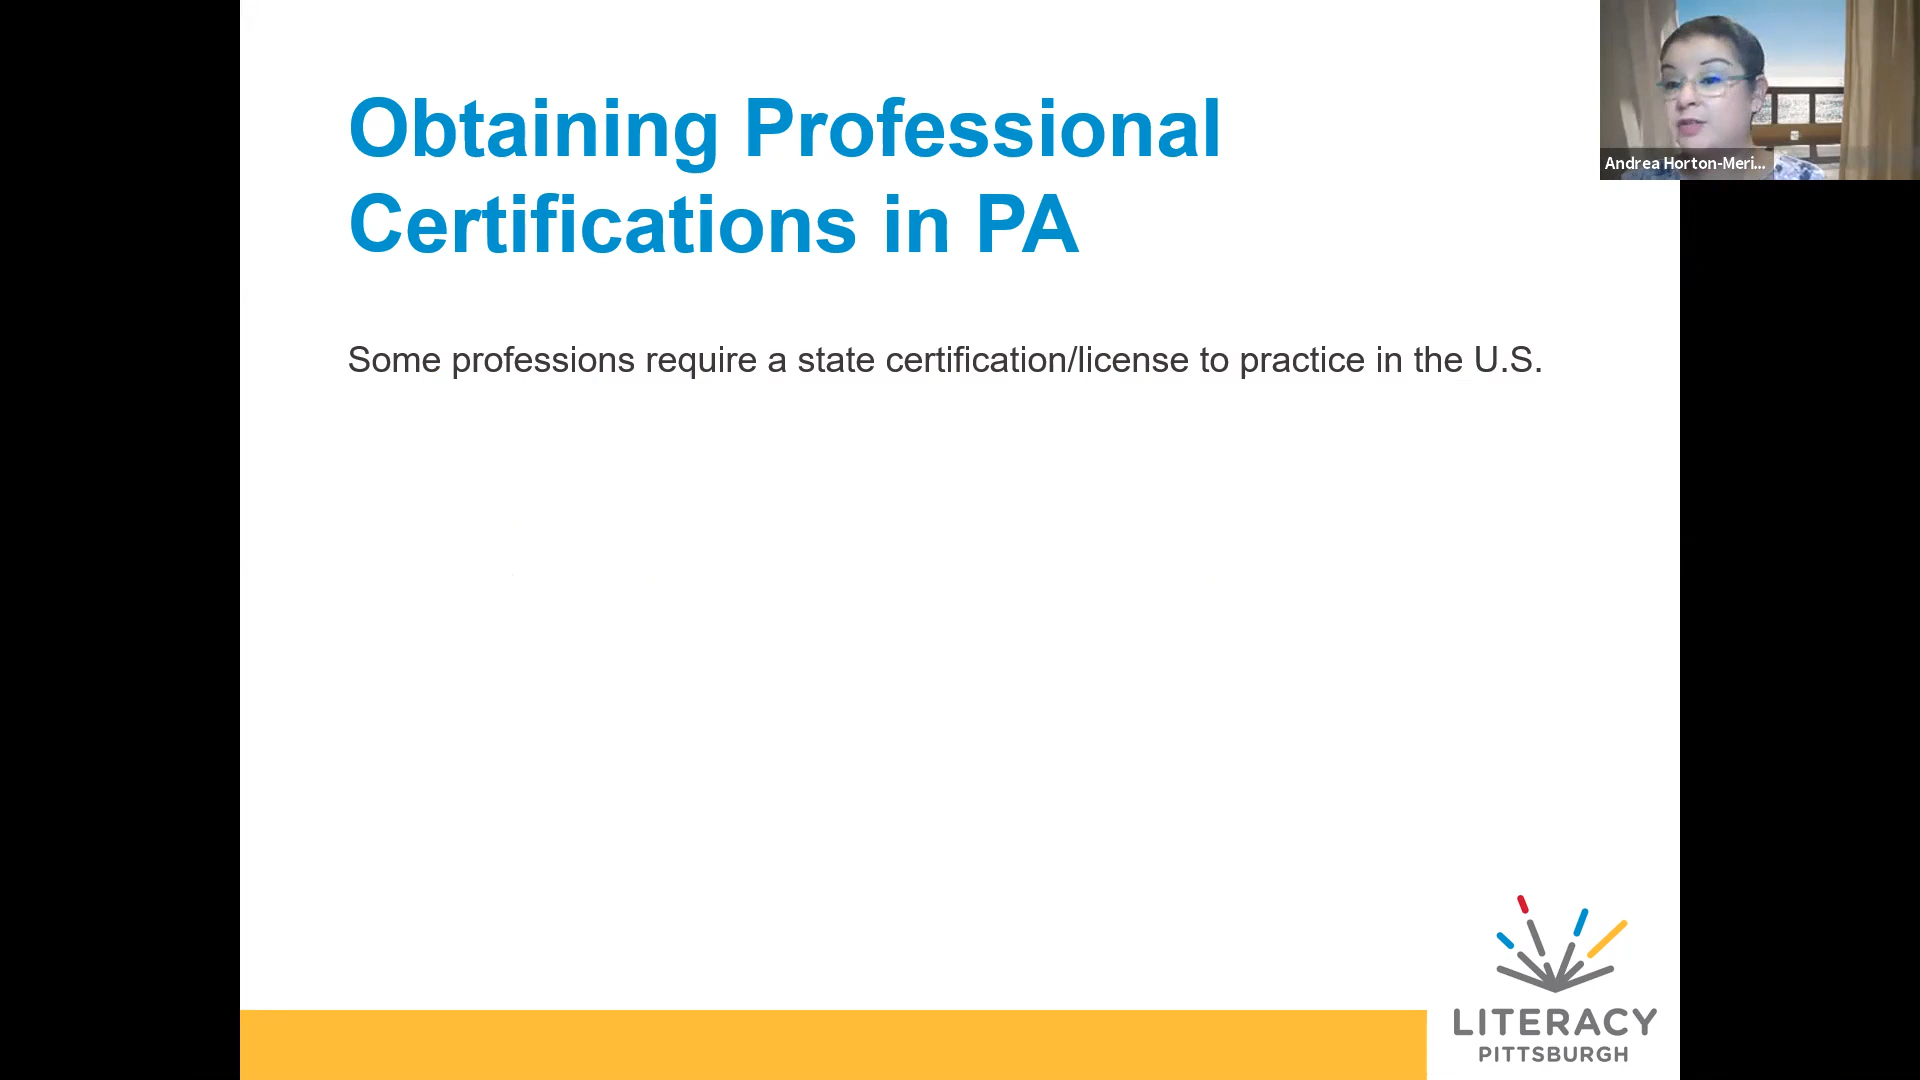 Obtaining Professional
Certifications in PA
Some professions require a state certification/license to practice in the U.S.
Andrea Horton-Meri...
LITERACY
PITTSBURGH